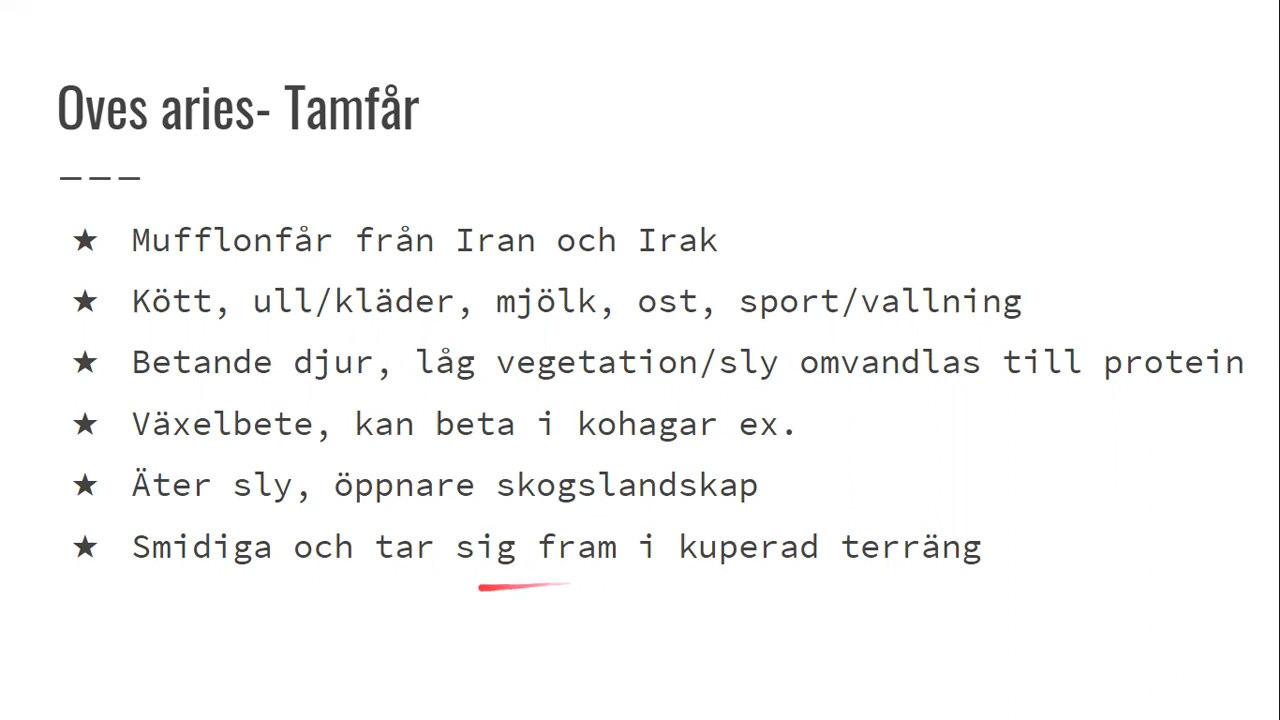 Oves aries- Tamfår
———
★ Mufflonfår från Iran och Irak
★ Kött, ull/kläder, mjölk, ost, sport/vallning
★ Betande djur, låg vegetation/sly omvandlas till protein
★ Växelbete, kan beta i kohagar ex.
★ Äter sly, öppnare skogslandskap
★ Smidiga och tar sig fram i kuperad terräng